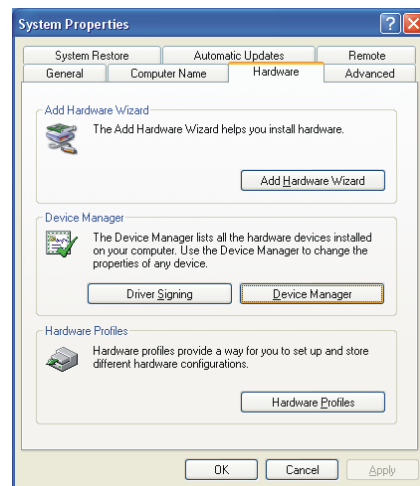 System Properties
System Restore Automatic Updates Remote
General Computer Name Hardware Advanced
Add Hardware Wizard
The Add Hardware Wizard helps you install hardware.
Add Hardware Wizard
Device Manager
The Device Manager lists all the hardware devices installed
on your computer. Use the Device Manager to change the
properties of any device.
Driver Signing Device Manager
Hardware Profiles
Hardware profiles provide a way for you to set up and store
different hardware configurations.
Hardware Profiles
OK Cancel Apply